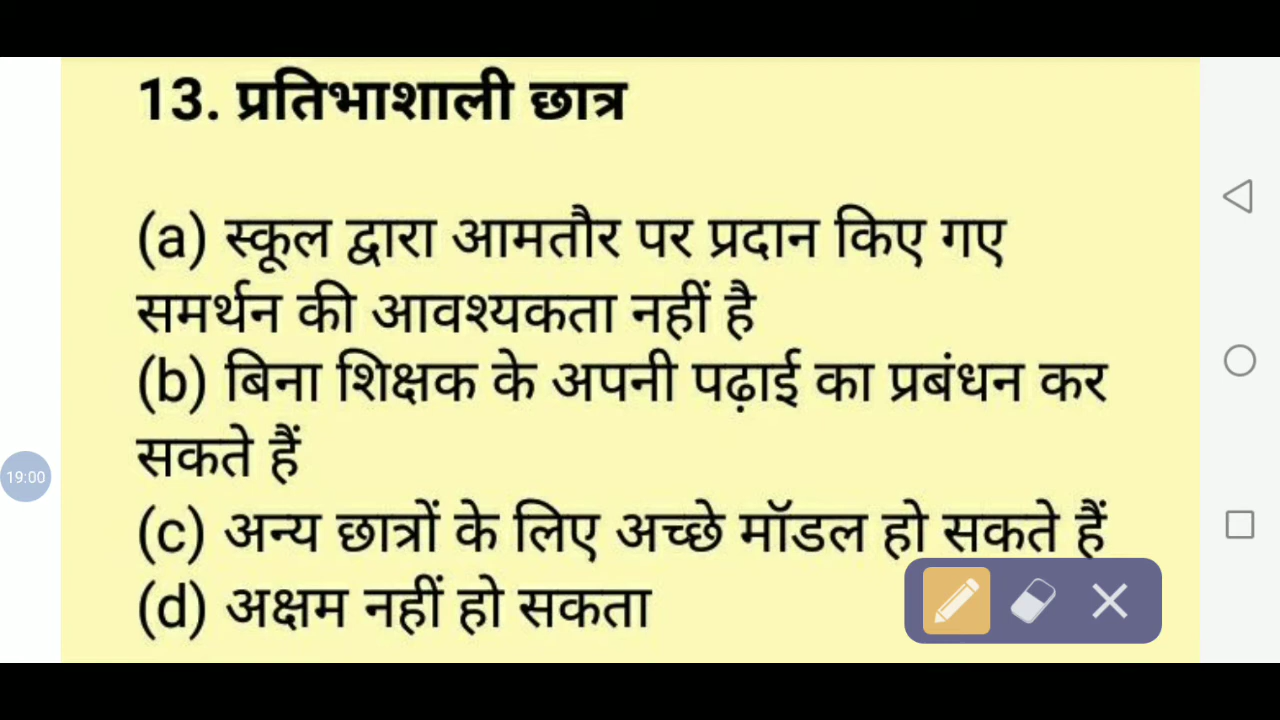 13. प्रतिभाशाली छात्र
(a) स्कूल द्वारा आमतौर पर प्रदान किए गए
समर्थन की आवश्यकता नहीं है
(b) बिना शिक्षक के अपनी पढ़ाई का प्रबंधन कर
सकते हैं
19:00
(c) अन्य छात्रों के लिए अच्छे मॉडल हो सकते हैं
(d) अक्षम नहीं हो सकता